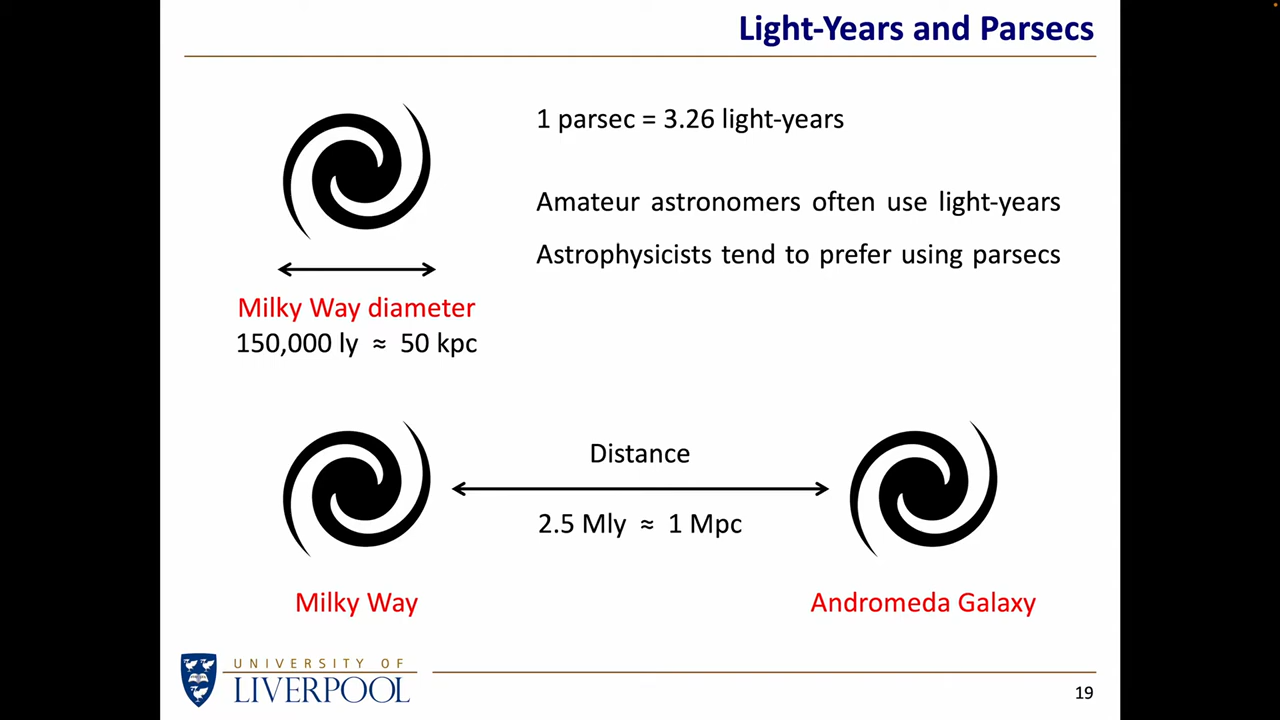 Light-Years and Parsecs
1 parsec = 3.26 light-years
Amateur astronomers often use light-years
Astrophysicists tend to prefer using parsecs
Milky Way diameter
150,000 ly ≈ 50 kpc
Distance
2.5 Mly ≈ 1 Mpc
Milky Way
Andromeda Galaxy
UNIVERSITY OF
LIVERPOOL
19